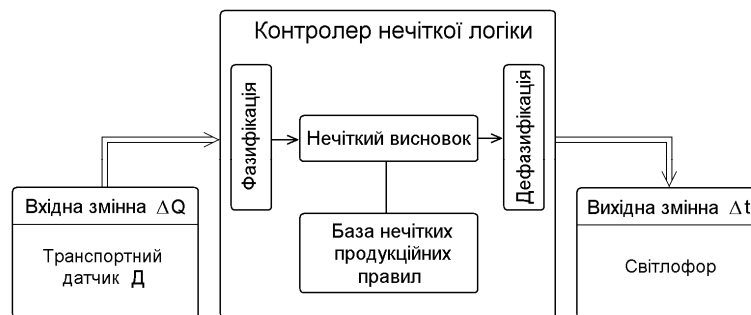 Контролер нечіткої логіки
Фазифікація
Нечіткий висновок
Дефазифікація
База нечітких
продукційних
правил
Вхідна змінна ΔQ
Транспортний
датчик Д
Вихідна змінна Δt
Світлофор